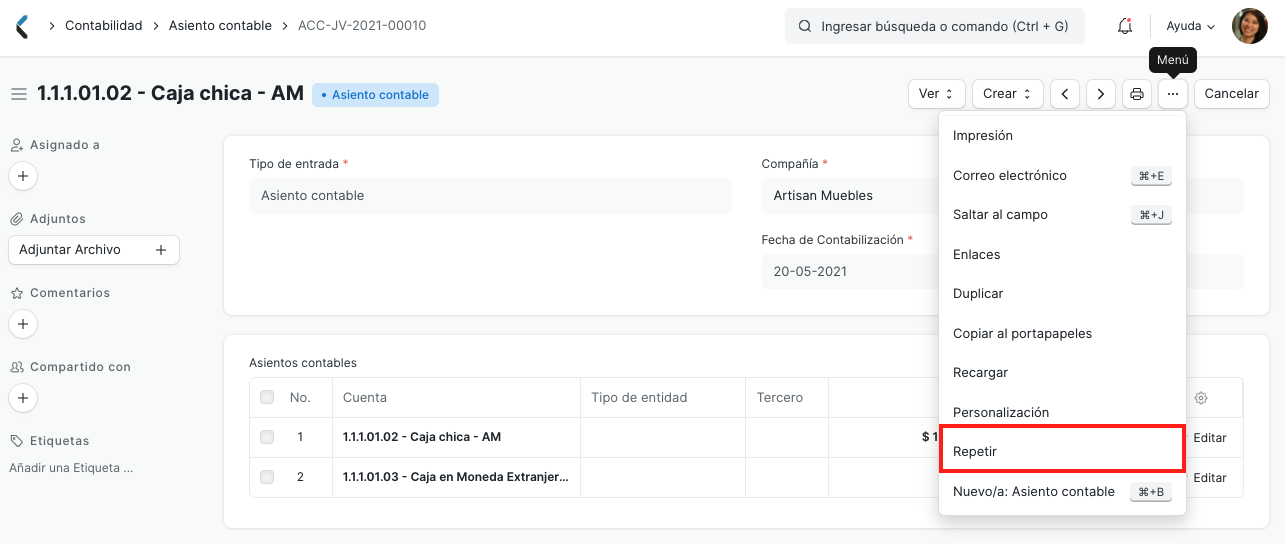 Contabilidad
Asiento contable
ACC-JV-2021-00010
Ingresar búsqueda o comando (Ctrl + G)
Ayuda
Menú
1.1.1.01.02 - Caja chica - AM
• Asiento contable
Ver
Crear
...
Cancelar
Asignado a
+
Adjuntos
Adjuntar Archivo +
Comentarios
+
Compartido con
+
Etiquetas
Añadir una Etiqueta ...
Tipo de entrada *
Asiento contable
Compañía *
Artisan Muebles
Fecha de Contabilización *
20-05-2021
Impresión
Correo electrónico ⌘+E
Saltar al campo ⌘+J
Enlaces
Duplicar
Copiar al portapapeles
Recargar
Personalización
Repetir
Nuevo/a: Asiento contable ⌘+B
Asientos contables
No. Cuenta Tipo de entidad Tercero
1 1.1.1.01.02 - Caja chica - AM $ 1 Editar
2 1.1.1.01.03 - Caja en Moneda Extranjer... Editar